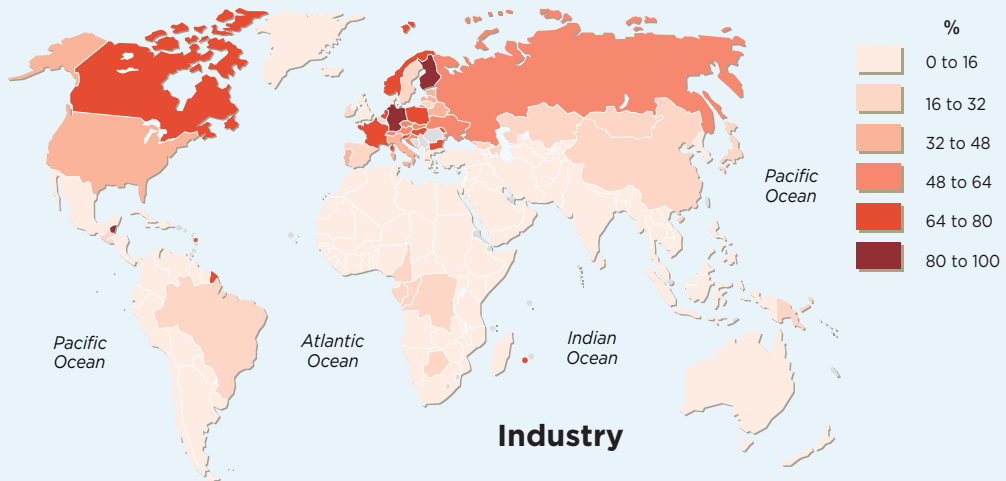 %
0 to 16
16 to 32
32 to 48
48 to 64
64 to 80
80 to 100
Pacific
Ocean
Pacific
Ocean
Atlantic
Ocean
Indian
Ocean
Industry